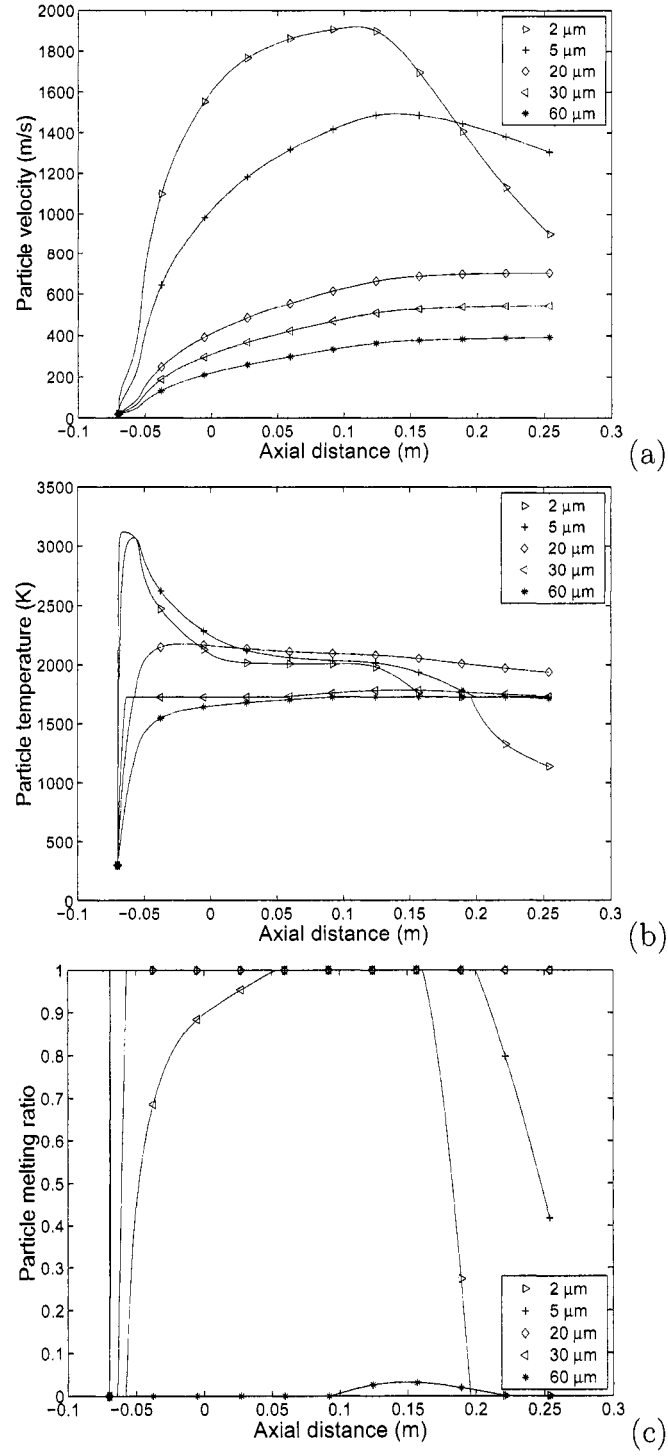 2000
1800
1600
1400
1200
1000
800
600
400
200
0
Particle velocity (m/s)
2 μm
5 μm
20 μm
30 μm
60 μm
−0.1 −0.05 0 0.05 0.1 0.15 0.2 0.25 0.3
Axial distance (m)
(a)
3500
3000
2500
2000
1500
1000
500
0
Particle temperature (K)
2 μm
5 μm
20 μm
30 μm
60 μm
−0.1 −0.05 0 0.05 0.1 0.15 0.2 0.25 0.3
Axial distance (m)
(b)
1
0.9
0.8
0.7
0.6
0.5
0.4
0.3
0.2
0.1
0
Particle melting ratio
2 μm
5 μm
20 μm
30 μm
60 μm
−0.1 −0.05 0 0.05 0.1 0.15 0.2 0.25 0.3
Axial distance (m)
(c)